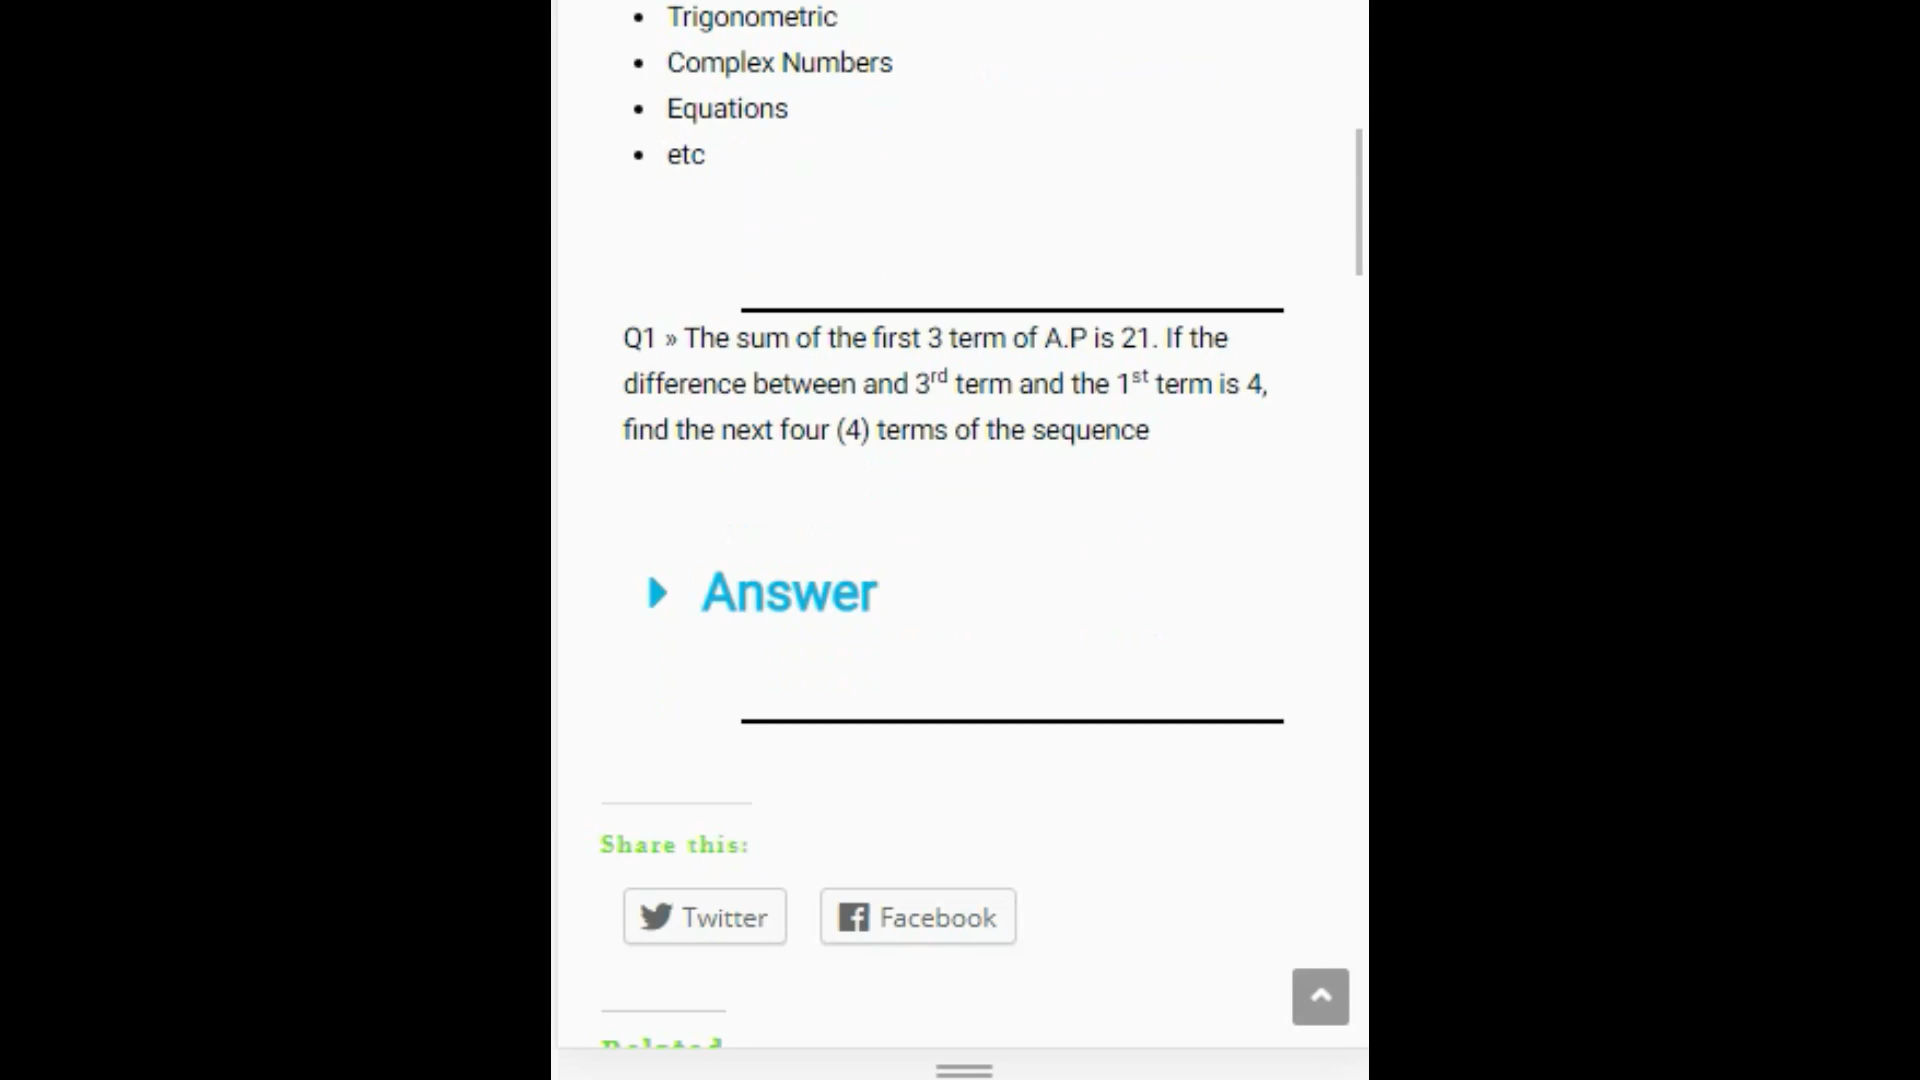 Trigonometric
Complex Numbers
Equations
etc
Q1 » The sum of the first 3 term of A.P is 21. If the
difference between and 3rd term and the 1st term is 4,
find the next four (4) terms of the sequence
Answer
Share this:
Twitter
Facebook
Related